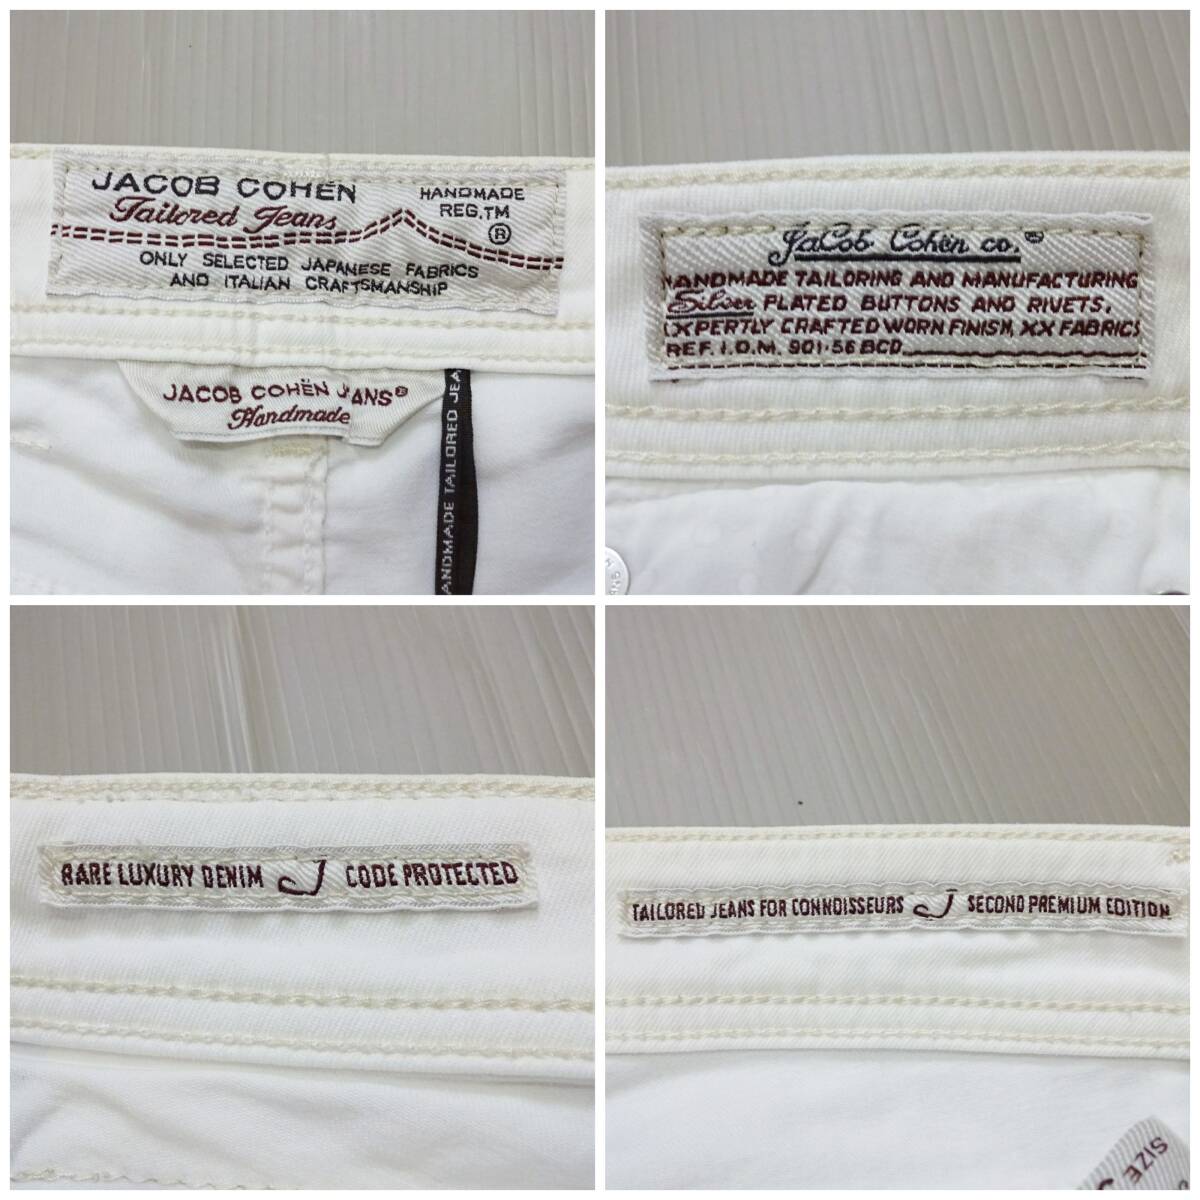 JACOB COHËN
Tailored Jeans
HANDMADE
REG.TM
®
ONLY SELECTED JAPANESE FABRICS
AND ITALIAN CRAFTSMANSHIP
JACOB COHËN JEANS®
Handmade
ANDMADE TAILORED JEA
JaCob Cohën co.®
HANDMADE TAILORING AND MANUFACTURING
Silver PLATED BUTTONS AND RIVETS,
EXPERTLY CRAFTED WORN FINISH, XX FABRICS
REF. I.D.M. 901-56 BCD
RARE LUXURY DENIM J CODE PROTECTED
TAILORED JEANS FOR CONNOISSEURS J SECOND PREMIUM EDITION
SIZE